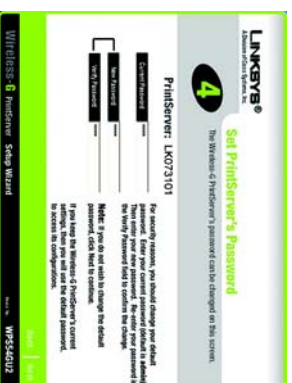 LINKSYS®
A Division of Cisco Systems, Inc.
4
Set PrintServer's Password
The Wireless-G PrintServer's password can be changed on this screen.
PrintServer: LK073101
Current Password
New Password
Verify Password
For security reasons, you should change your default
password. Enter your current password (default is admin)
Then enter your new password. Re-enter your password in
the Verify Password field to confirm the change.
Note: If you do not wish to change the default
password, click Next to continue.
If you keep the Wireless-G PrintServer's current
settings, then you will use the default password,
to access its configurations.
Wireless-G PrintServer Setup Wizard
WPS54GU2